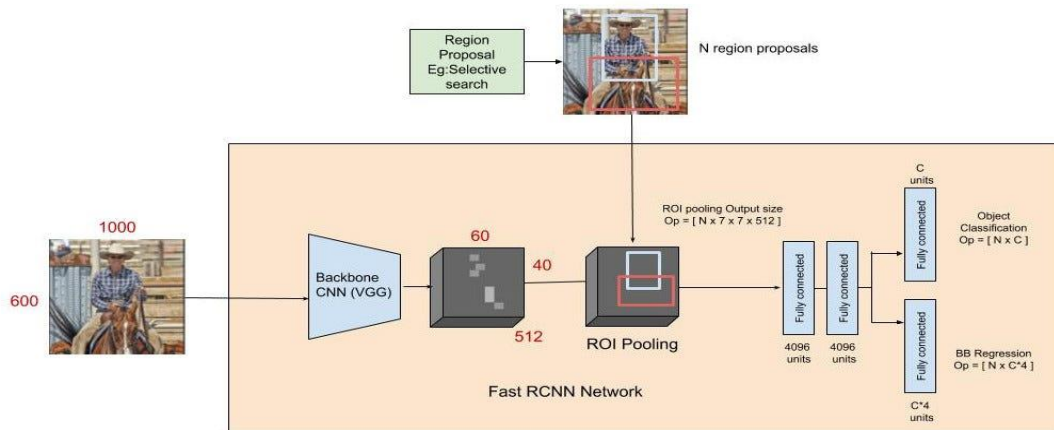 Region
Proposal
Eg:Selective
search
N region proposals
1000
600
Backbone
CNN (VGG)
60
40
512
ROI Pooling
ROI pooling Output size
Op = [ N x 7 x 7 x 512 ]
Fully connected
4096
units
Fully connected
4096
units
C
units
Fully connected
Object
Classification
Op = [ N x C ]
Fully connected
C*4
units
BB Regression
Op = [ N x C*4 ]
Fast RCNN Network